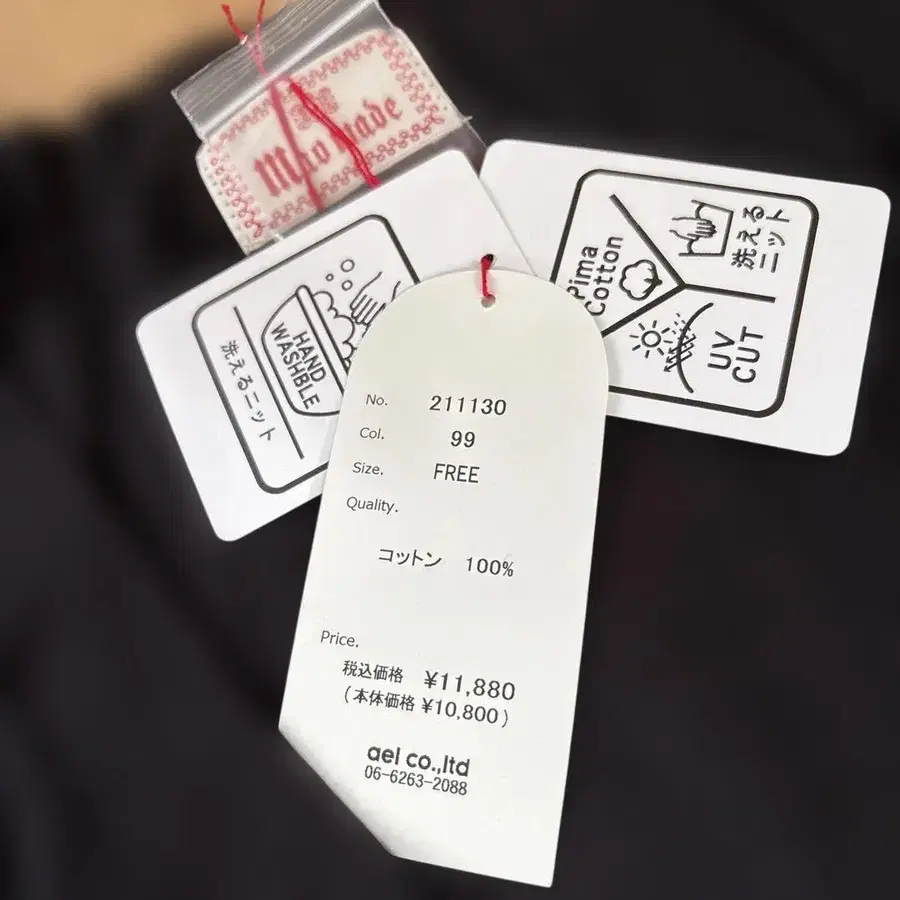 made
洗えるニット
HAND
WASHBLE
Pima
Cotton
洗える
ニット
UV
CUT
No. 211130
Col. 99
Size. FREE
Quality.
コットン 100%
Price.
税込価格 ¥11,880
(本体価格 ¥10,800)
ael co.,ltd
06-6263-2088